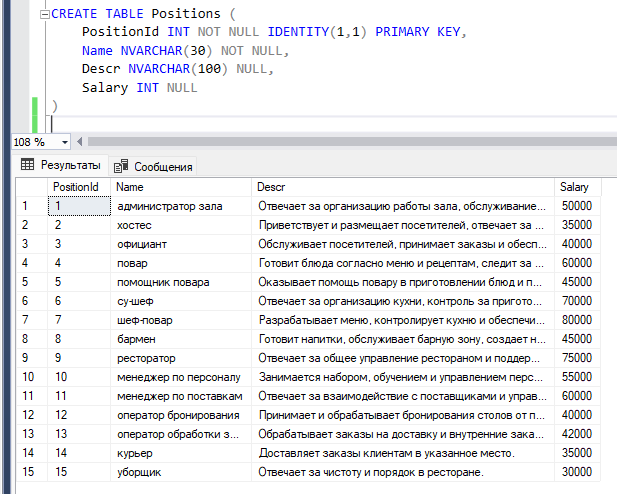 CREATE TABLE Positions (
PositionId INT NOT NULL IDENTITY(1,1) PRIMARY KEY,
Name NVARCHAR(30) NOT NULL,
Descr NVARCHAR(100) NULL,
Salary INT NULL
)
108 %
Результаты Сообщения
PositionId Name Descr Salary
1 1 администратор зала Отвечает за организацию работы зала, обслуживание... 50000
2 2 хостес Приветствует и размещает посетителей, отвечает за ... 35000
3 3 официант Обслуживает посетителей, принимает заказы и обесп... 40000
4 4 повар Готовит блюда согласно меню и рецептам, следит за ... 60000
5 5 помощник повара Оказывает помощь повару в приготовлении блюд и п... 45000
6 6 су-шеф Отвечает за организацию кухни, контроль за пригото... 70000
7 7 шеф-повар Разрабатывает меню, контролирует кухню и обеспечи... 80000
8 8 бармен Готовит напитки, обслуживает барную зону, создает н... 45000
9 9 ресторатор Отвечает за общее управление рестораном и поддер... 75000
10 10 менеджер по персоналу Занимается набором, обучением и управлением перс... 55000
11 11 менеджер по поставкам Отвечает за взаимодействие с поставщиками и управ... 60000
12 12 оператор бронирования Принимает и обрабатывает бронирования столов от п... 40000
13 13 оператор обработки з... Обрабатывает заказы на доставку и внутренние зака... 42000
14 14 курьер Доставляет заказы клиентам в указанное место. 35000
15 15 уборщик Отвечает за чистоту и порядок в ресторане. 30000